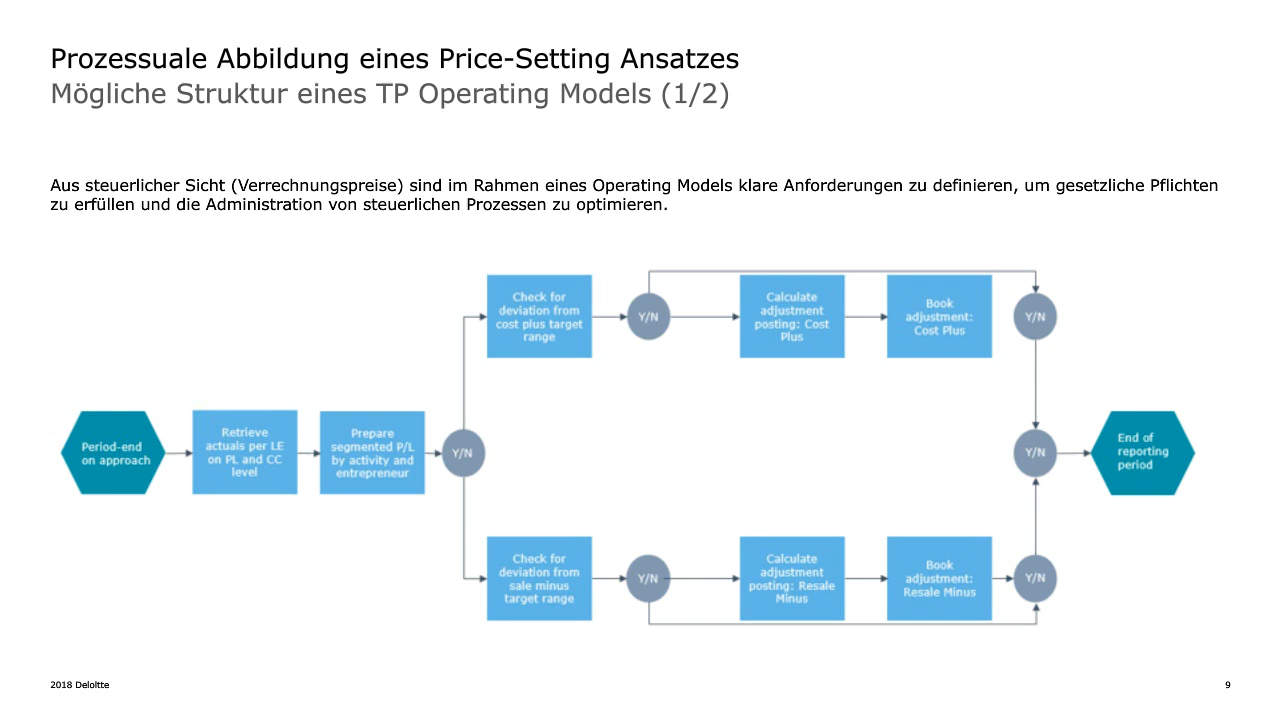 Prozessuale Abbildung eines Price-Setting Ansatzes
Mögliche Struktur eines TP Operating Models (1/2)
Aus steuerlicher Sicht (Verrechnungspreise) sind im Rahmen eines Operating Models klare Anforderungen zu definieren, um gesetzliche Pflichten
zu erfüllen und die Administration von steuerlichen Prozessen zu optimieren.
Check for
deviation from
cost plus target
range
Y/N
Calculate
adjustment
posting: Cost
Plus
Book
adjustment:
Cost Plus
Y/N
Period-end
on approach
Retrieve
actuals per LE
on PL and CC
level
Prepare
segmented P/L
by activity and
entrepreneur
Y/N
Y/N
End of
reporting
period
Check for
deviation from
sale minus
target range
Y/N
Calculate
adjustment
posting: Resale
Minus
Book
adjustment:
Resale Minus
Y/N
2018 Deloitte
9